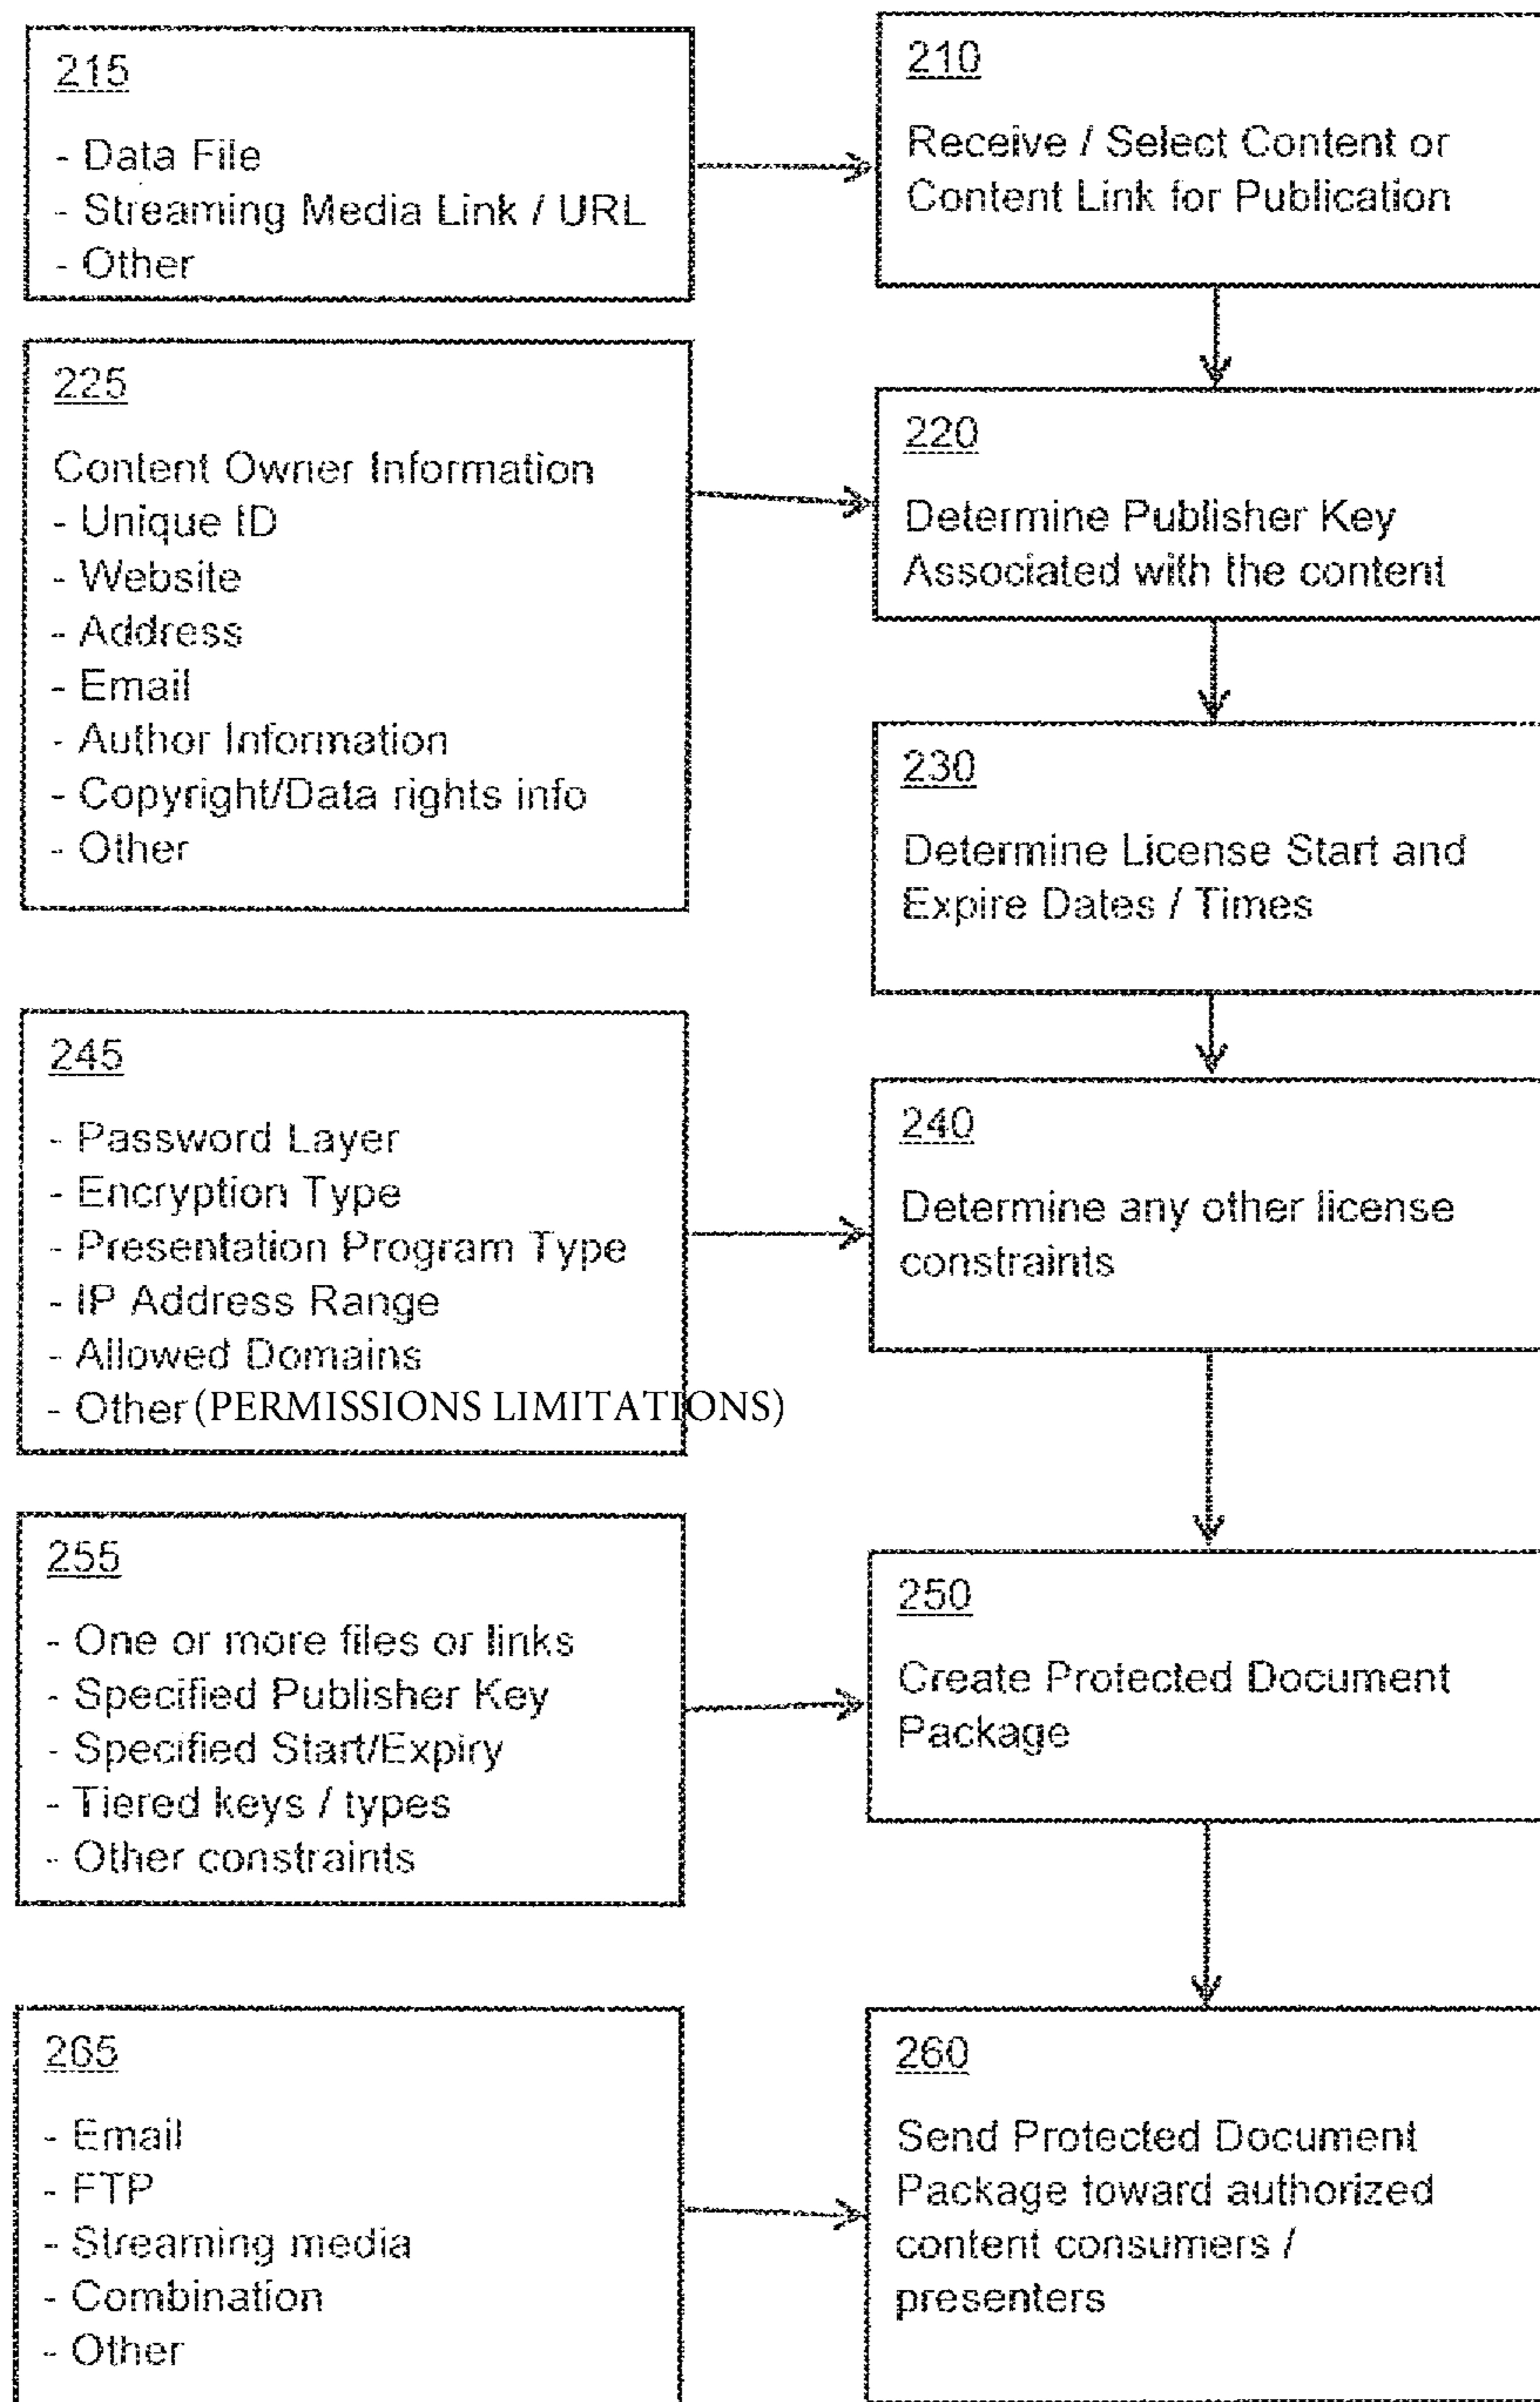 215
- Data File
- Streaming Media Link / URL
- Other
210
Receive / Select Content or
Content Link for Publication
225
Content Owner Information
- Unique ID
- Website
- Address
- Email
- Author Information
- Copyright/Data rights info
- Other
220
Determine Publisher Key
Associated with the content
230
Determine License Start and
Expire Dates / Times
245
- Password Layer
- Encryption Type
- Presentation Program Type
- IP Address Range
- Allowed Domains
- Other (PERMISSIONS LIMITATIONS)
240
Determine any other license
constraints
255
- One or more files or links
- Specified Publisher Key
- Specified Start/Expiry
- Tiered keys / types
- Other constraints
250
Create Protected Document
Package
265
- Email
- FTP
- Streaming media
- Combination
- Other
260
Send Protected Document
Package toward authorized
content consumers /
presenters